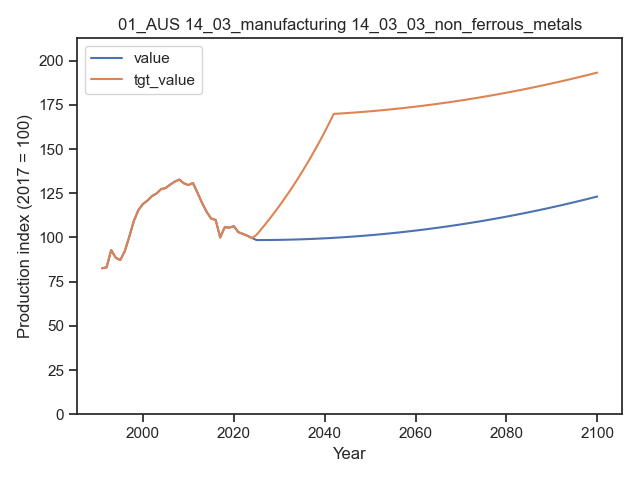 01_AUS 14_03_manufacturing 14_03_03_non_ferrous_metals
value
tgt_value
Production index (2017 = 100)
200
175
150
125
100
75
50
25
0
2000 2020 2040 2060 2080 2100
Year